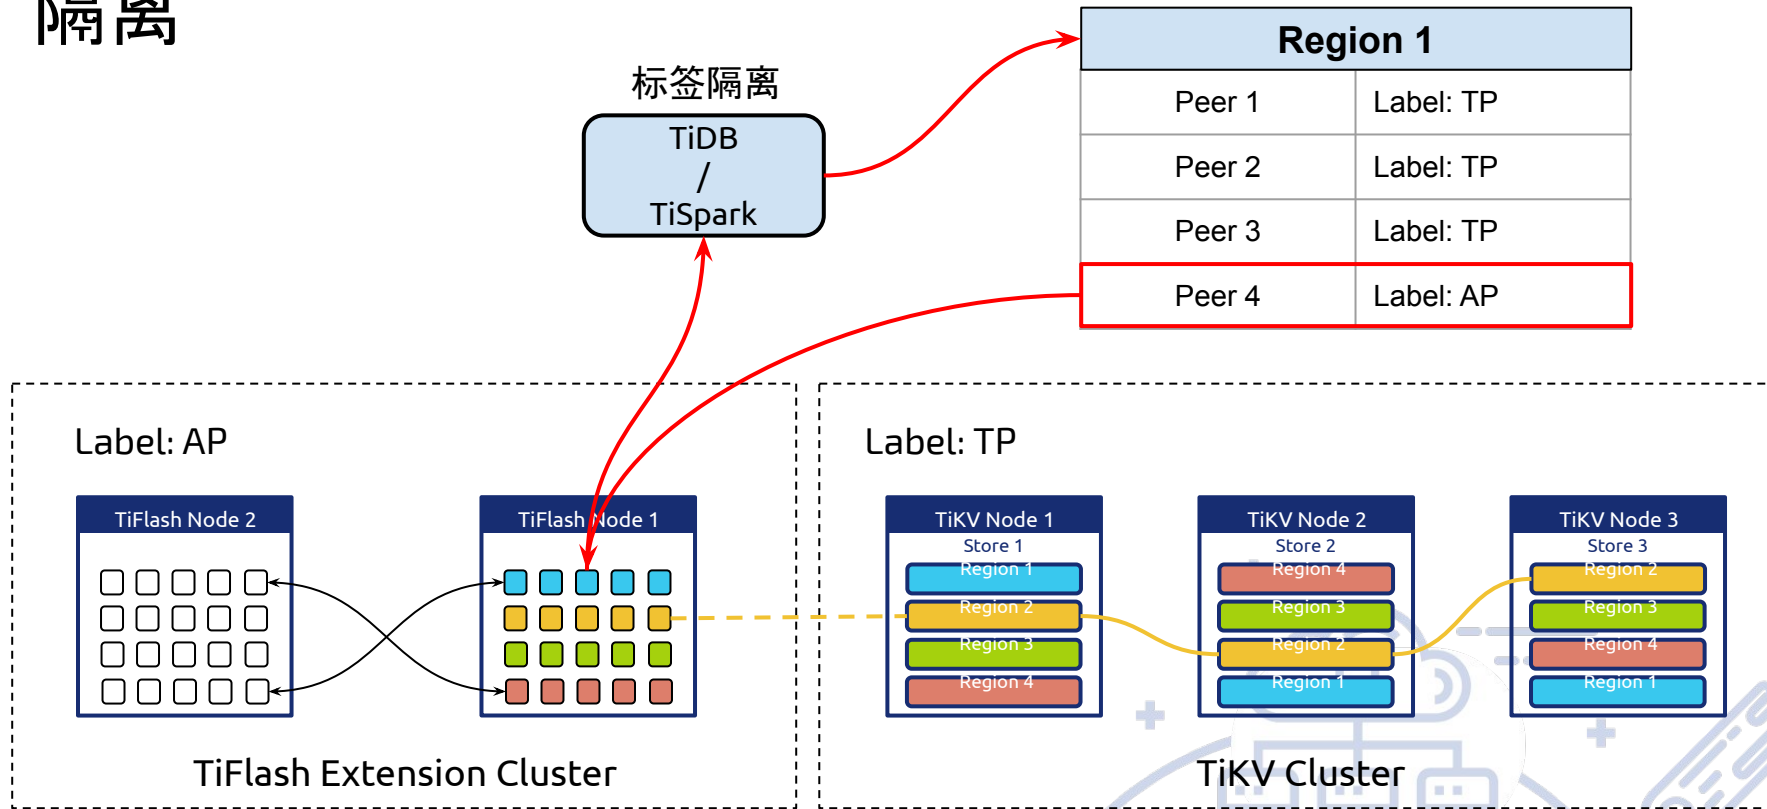 隔离
标签隔离
TiDB
/
TiSpark
Region 1
Peer 1 Label: TP
Peer 2 Label: TP
Peer 3 Label: TP
Peer 4 Label: AP
Label: AP
TiFlash Node 2
TiFlash Node 1
TiFlash Extension Cluster
Label: TP
TiKV Node 1
Store 1
Region 1
Region 2
Region 3
Region 4
TiKV Node 2
Store 2
Region 4
Region 3
Region 2
Region 1
TiKV Node 3
Store 3
Region 2
Region 3
Region 4
Region 1
TiKV Cluster